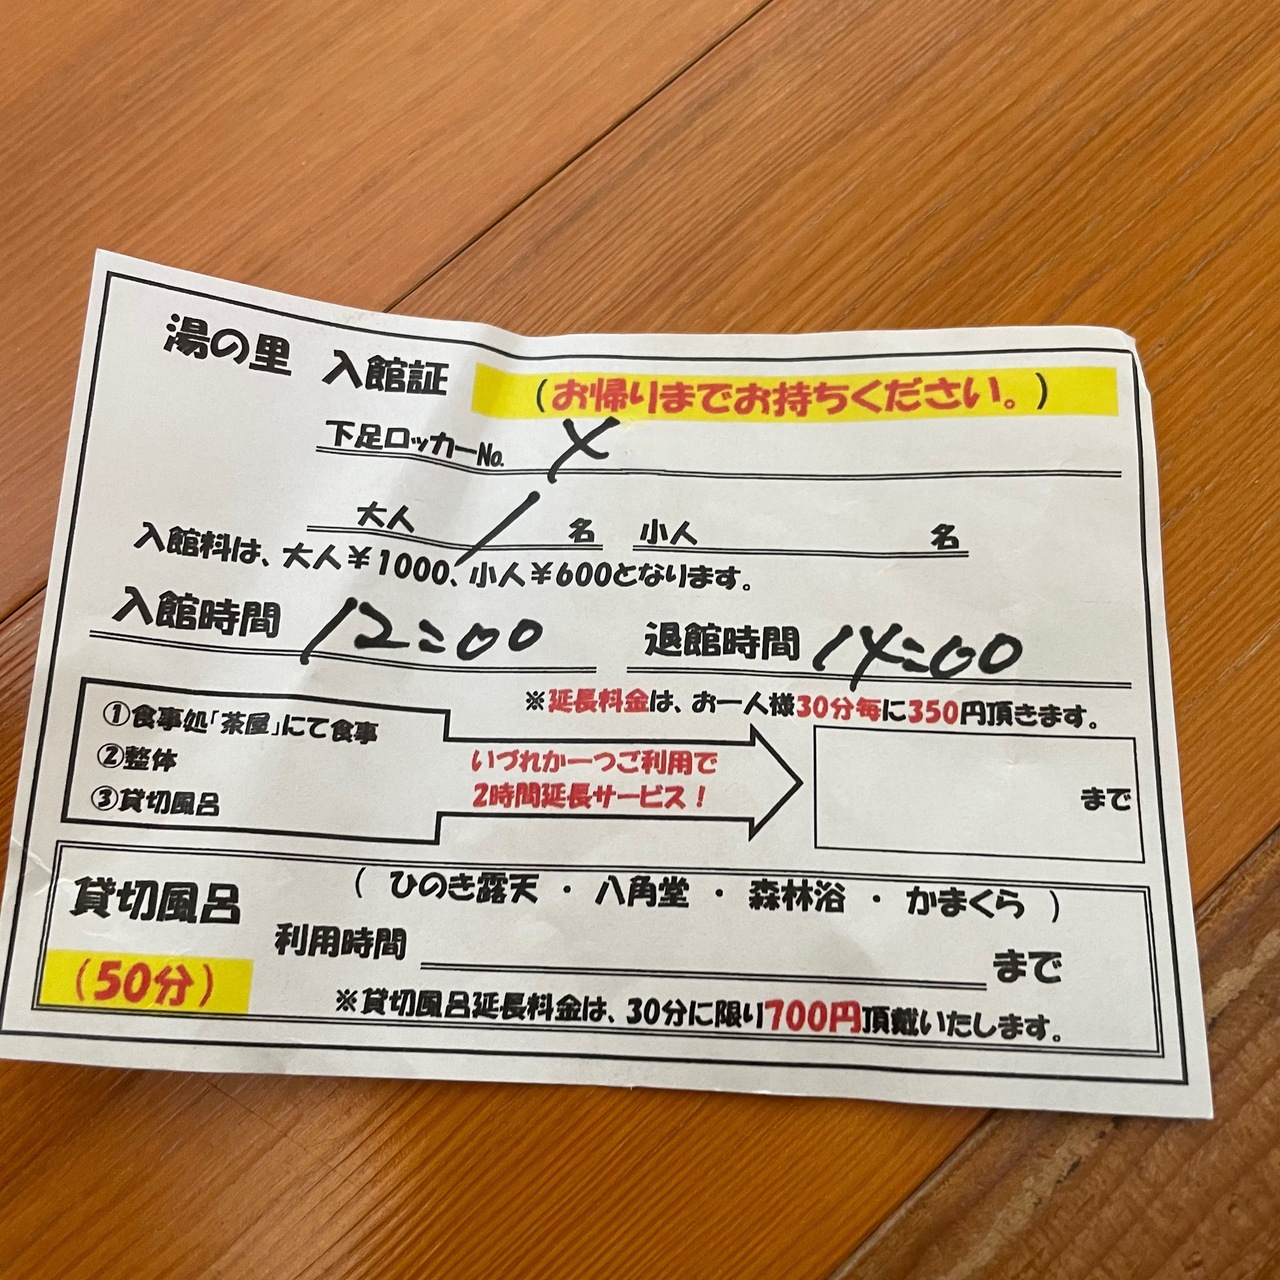 湯の里 入館証 (お帰りまでお持ちください。)
下足ロッカーNo. X
大人 / 名 小人 名
入館料は、大人¥1000、小人¥600となります。
入館時間 12:00 退館時間 14:00
※延長料金は、お一人様30分毎に350円頂きます。
①食事処「茶屋」にて食事
②整体
③貸切風呂
いづれか一つご利用で
2時間延長サービス!
まで
貸切風呂 ( ひのき露天 ・ 八角堂 ・ 森林浴 ・ かまくら )
(50分) 利用時間 まで
※貸切風呂延長料金は、30分に限り700円頂戴いたします。